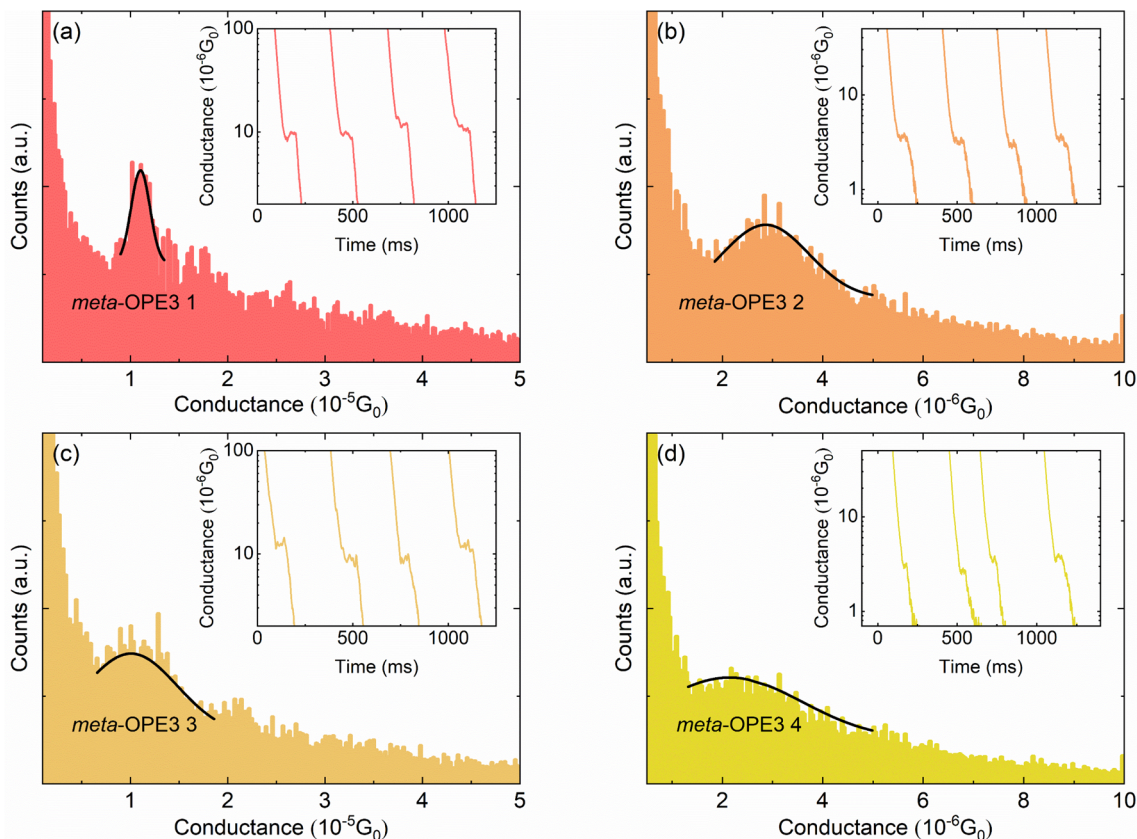 (a)
Counts (a.u.)
meta-OPE3 1
1 2 3 4 5
Conductance (10⁻⁵G₀)
Conductance (10⁻⁶G₀)
100
10
0 500 1000
Time (ms)
(b)
Counts (a.u.)
meta-OPE3 2
2 4 6 8 10
Conductance (10⁻⁶G₀)
Conductance (10⁻⁶G₀)
10
1
0 500 1000
Time (ms)
(c)
Counts (a.u.)
meta-OPE3 3
1 2 3 4 5
Conductance (10⁻⁵G₀)
Conductance (10⁻⁶G₀)
100
10
0 500 1000
Time (ms)
(d)
Counts (a.u.)
meta-OPE3 4
2 4 6 8 10
Conductance (10⁻⁶G₀)
Conductance (10⁻⁶G₀)
10
1
0 500 1000
Time (ms)